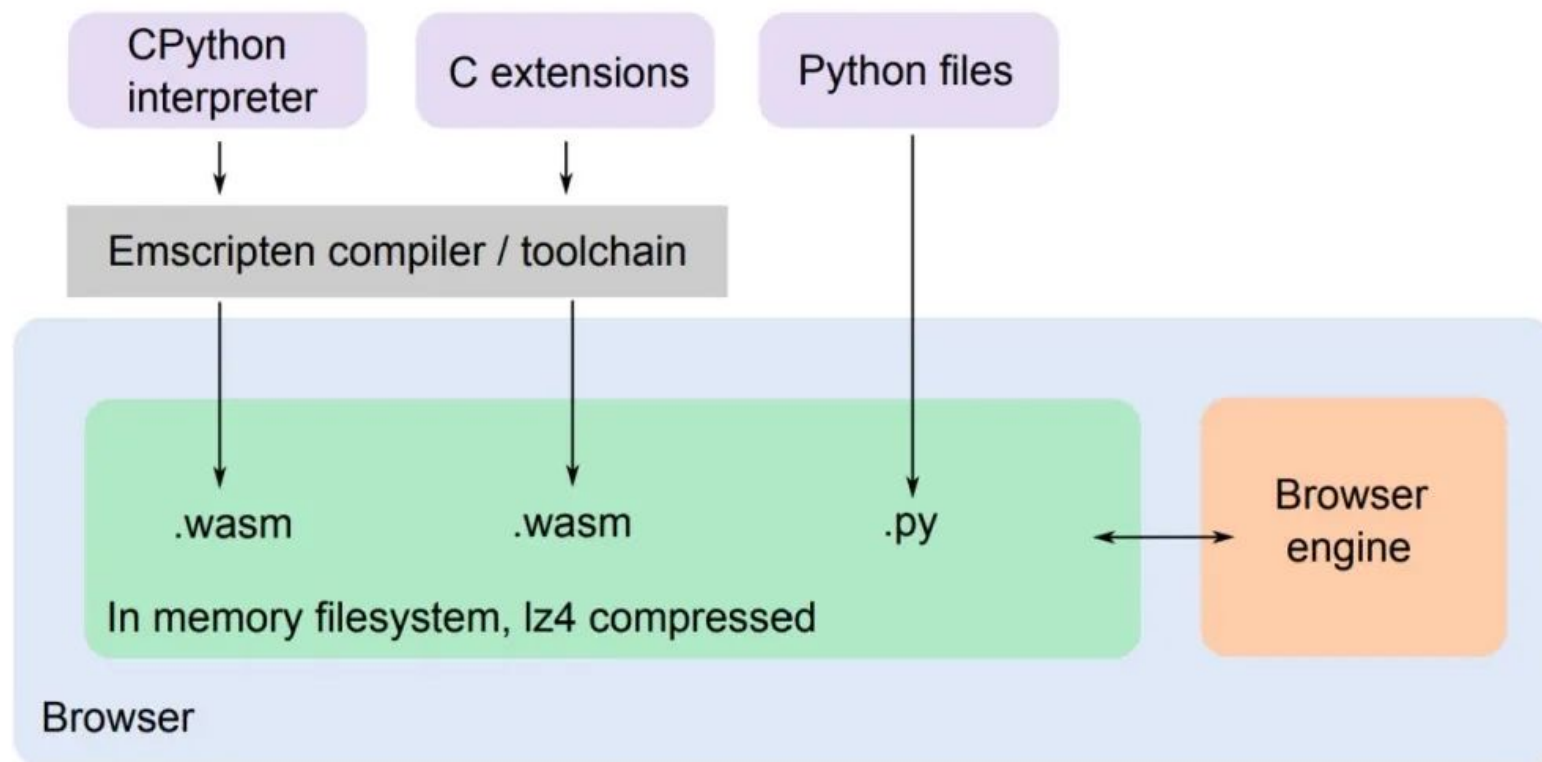 CPython
interpreter
C extensions
Python files
Emscripten compiler / toolchain
.wasm
.wasm
.py
Browser
engine
In memory filesystem, lz4 compressed
Browser